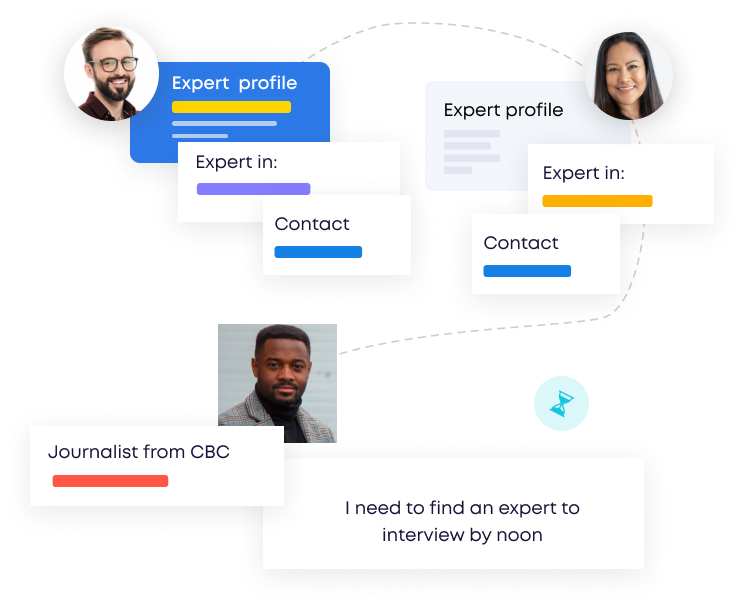 Expert profile
Expert in:
Contact
Expert profile
Expert in:
Contact
Journalist from CBC
I need to find an expert to
interview by noon